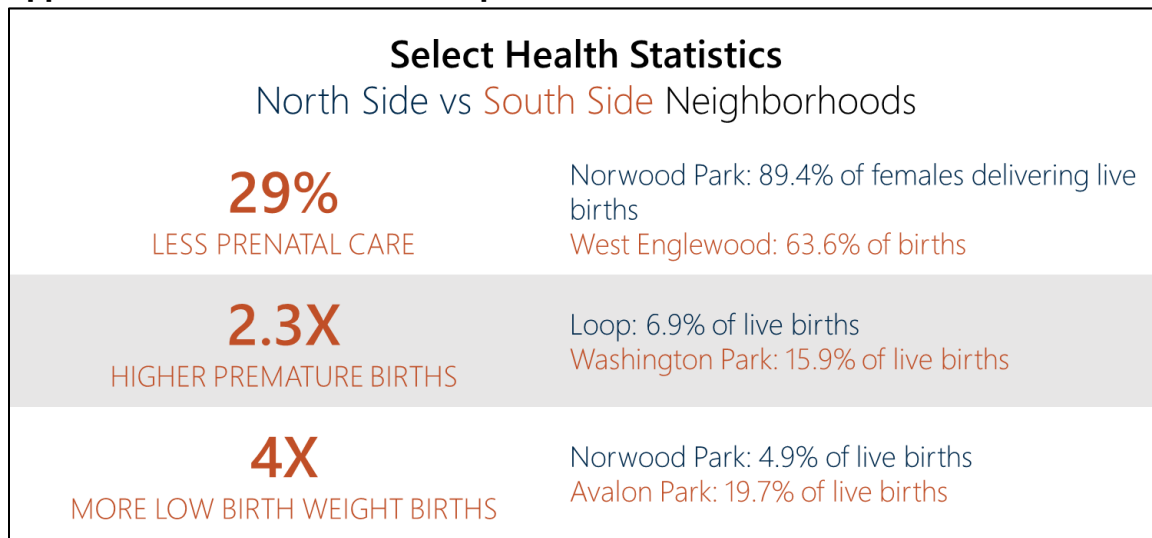 Select Health Statistics
North Side vs South Side Neighborhoods
29%
LESS PRENATAL CARE
Norwood Park: 89.4% of females delivering live
births
West Englewood: 63.6% of births
2.3X
HIGHER PREMATURE BIRTHS
Loop: 6.9% of live births
Washington Park: 15.9% of live births
4X
MORE LOW BIRTH WEIGHT BIRTHS
Norwood Park: 4.9% of live births
Avalon Park: 19.7% of live births